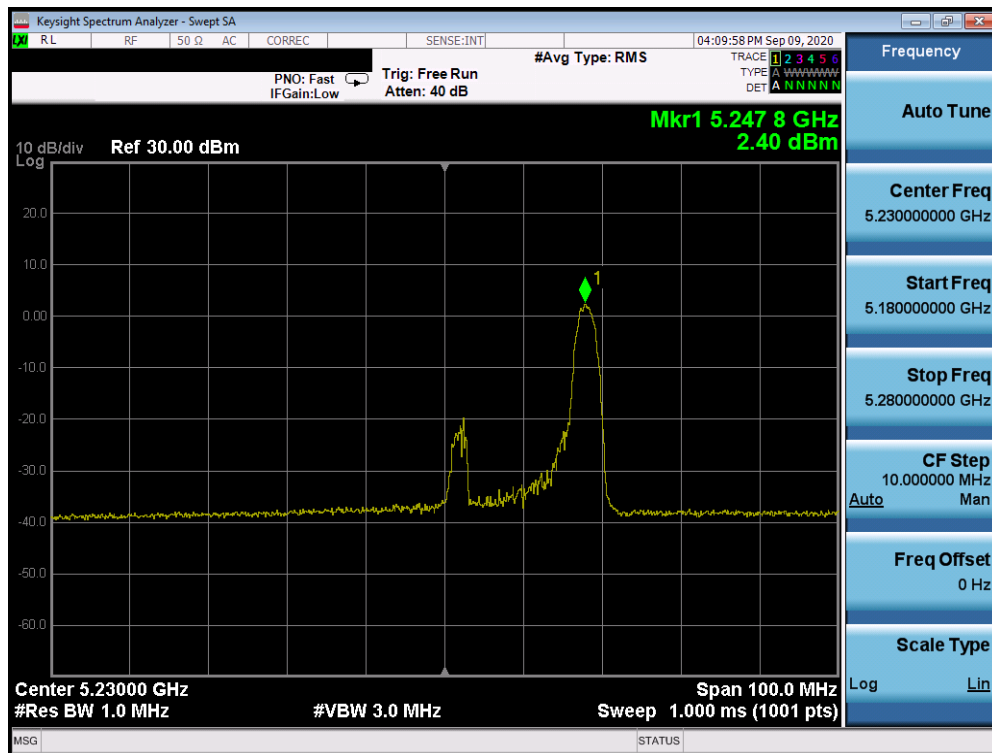 Keysight Spectrum Analyzer - Swept SA
LXI RL RF 50 Ω AC CORREC SENSE:INT 04:09:58 PM Sep 09, 2020
#Avg Type: RMS TRACE 1 2 3 4 5 6
PNO: Fast Trig: Free Run TYPE A WWWWW
IFGain:Low Atten: 40 dB DET A N N N N N
Mkr1 5.247 8 GHz
2.40 dBm
10 dB/div Ref 30.00 dBm
Log
20.0
10.0
1
0.00
-10.0
-20.0
-30.0
-40.0
-50.0
-60.0
Center 5.23000 GHz Span 100.0 MHz
#Res BW 1.0 MHz #VBW 3.0 MHz Sweep 1.000 ms (1001 pts)
MSG STATUS
Frequency
Auto Tune
Center Freq
5.230000000 GHz
Start Freq
5.180000000 GHz
Stop Freq
5.280000000 GHz
CF Step
10.000000 MHz
Auto Man
Freq Offset
0 Hz
Scale Type
Log Lin